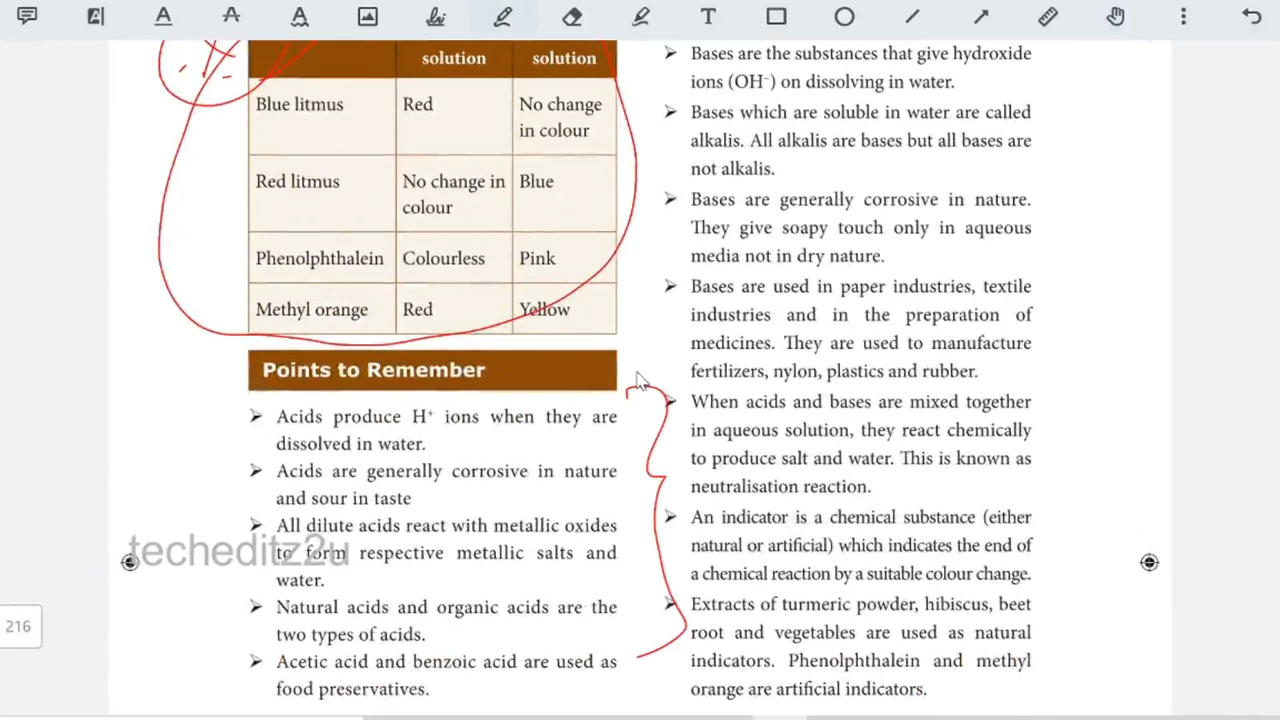 solution solution
Blue litmus Red No change
in colour
Red litmus No change in Blue
colour
Phenolphthalein Colourless Pink
Methyl orange Red Yellow
Points to Remember
➢ Acids produce H⁺ ions when they are
dissolved in water.
➢ Acids are generally corrosive in nature
and sour in taste
➢ All dilute acids react with metallic oxides
to form respective metallic salts and
water.
➢ Natural acids and organic acids are the
two types of acids.
➢ Acetic acid and benzoic acid are used as
food preservatives.
➢ Bases are the substances that give hydroxide
ions (OH⁻) on dissolving in water.
➢ Bases which are soluble in water are called
alkalis. All alkalis are bases but all bases are
not alkalis.
➢ Bases are generally corrosive in nature.
They give soapy touch only in aqueous
media not in dry nature.
➢ Bases are used in paper industries, textile
industries and in the preparation of
medicines. They are used to manufacture
fertilizers, nylon, plastics and rubber.
➢ When acids and bases are mixed together
in aqueous solution, they react chemically
to produce salt and water. This is known as
neutralisation reaction.
➢ An indicator is a chemical substance (either
natural or artificial) which indicates the end of
a chemical reaction by a suitable colour change.
➢ Extracts of turmeric powder, hibiscus, beet
root and vegetables are used as natural
indicators. Phenolphthalein and methyl
orange are artificial indicators.
techeditz2u
216